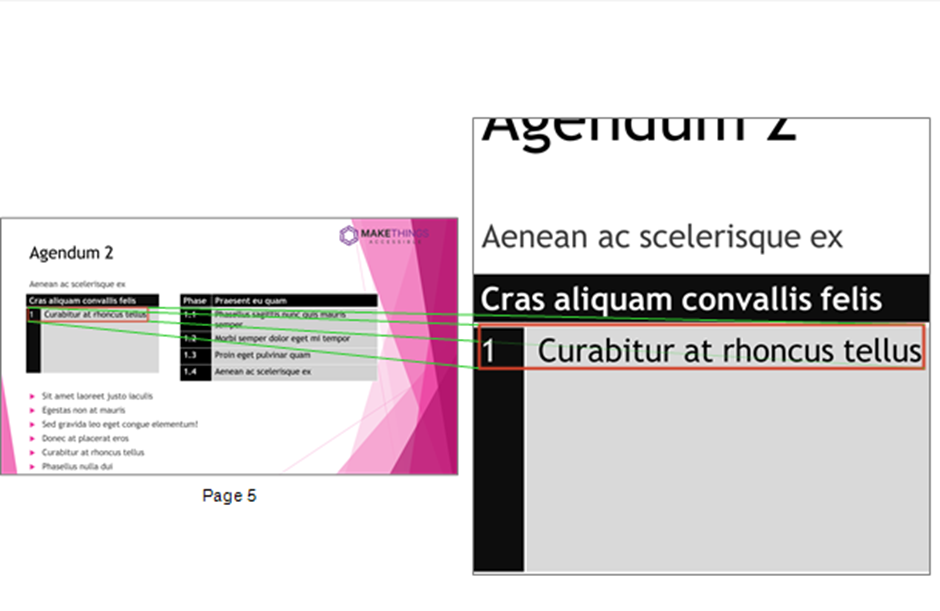 MAKETHINGS
ACCESSIBLE
Agendum 2
Aenean ac scelerisque ex
Cras aliquam convallis felis
1 Curabitur at rhoncus tellus
Phase Praesent eu quam
1.1 Phasellus sagittis nunc quis mauris
semper
1.2 Morbi semper dolor eget mi tempor
1.3 Proin eget pulvinar quam
1.4 Aenean ac scelerisque ex
Sit amet laoreet justo iaculis
Egestas non at mauris
Sed gravida leo eget congue elementum!
Donec at placerat eros
Curabitur at rhoncus tellus
Phasellus nulla dui
Page 5
Agendum 2
Aenean ac scelerisque ex
Cras aliquam convallis felis
1 Curabitur at rhoncus tellus